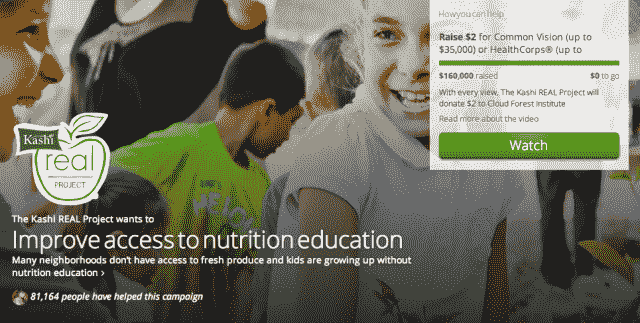 How you can help
Raise $2 for Common Vision (up to
$35,000) or HealthCorps® (up to
$160,000 raised
$0 to go
With every view, The Kashi REAL Project will
donate $2 to Cloud Forest Institute
Read more about the video
Watch
Kashi
real
PROJECT
The Kashi REAL Project wants to
Improve access to nutrition education
Many neighborhoods don't have access to fresh produce and kids are growing up without
nutrition education ›
81,164 people have helped this campaign